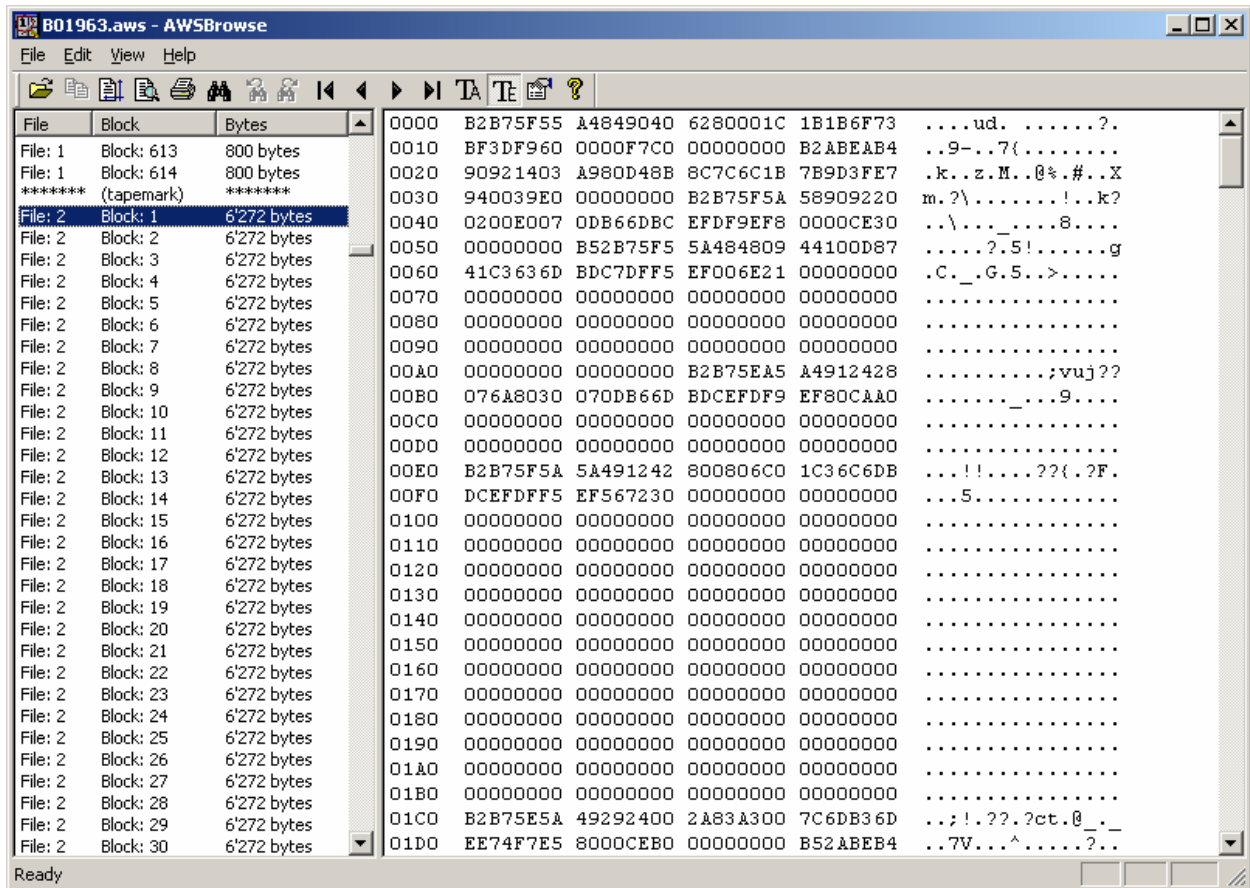 B01963.aws - AWSBrowse
File Edit View Help
File Block Bytes
File: 1 Block: 613 800 bytes
File: 1 Block: 614 800 bytes
******* (tapemark) *******
File: 2 Block: 1 6'272 bytes
File: 2 Block: 2 6'272 bytes
File: 2 Block: 3 6'272 bytes
File: 2 Block: 4 6'272 bytes
File: 2 Block: 5 6'272 bytes
File: 2 Block: 6 6'272 bytes
File: 2 Block: 7 6'272 bytes
File: 2 Block: 8 6'272 bytes
File: 2 Block: 9 6'272 bytes
File: 2 Block: 10 6'272 bytes
File: 2 Block: 11 6'272 bytes
File: 2 Block: 12 6'272 bytes
File: 2 Block: 13 6'272 bytes
File: 2 Block: 14 6'272 bytes
File: 2 Block: 15 6'272 bytes
File: 2 Block: 16 6'272 bytes
File: 2 Block: 17 6'272 bytes
File: 2 Block: 18 6'272 bytes
File: 2 Block: 19 6'272 bytes
File: 2 Block: 20 6'272 bytes
File: 2 Block: 21 6'272 bytes
File: 2 Block: 22 6'272 bytes
File: 2 Block: 23 6'272 bytes
File: 2 Block: 24 6'272 bytes
File: 2 Block: 25 6'272 bytes
File: 2 Block: 26 6'272 bytes
File: 2 Block: 27 6'272 bytes
File: 2 Block: 28 6'272 bytes
File: 2 Block: 29 6'272 bytes
File: 2 Block: 30 6'272 bytes
0000 B2B75F55 A4849040 6280001C 1B1B6F73 ....ud. ......?.
0010 BF3DF960 0000F7C0 00000000 B2ABEAB4 ..9-..7{........
0020 90921403 A980D48B 8C7C6C1B 7B9D3FE7 .k..z.M..@%.#..X
0030 940039E0 00000000 B2B75F5A 58909220 m.?\.......!..k?
0040 0200E007 0DB66DBC EFDF9EF8 0000CE30 ..\..._....8....
0050 00000000 B52B75F5 5A484809 44100D87 .....?.5!......g
0060 41C3636D BDC7DFF5 EF006E21 00000000 .C._.G.5..>.....
0070 00000000 00000000 00000000 00000000 ................
0080 00000000 00000000 00000000 00000000 ................
0090 00000000 00000000 00000000 00000000 ................
00A0 00000000 00000000 B2B75EA5 A4912428 ..........;vuj??
00B0 076A8030 070DB66D BDCEFDF9 EF80CAA0 ......._...9....
00C0 00000000 00000000 00000000 00000000 ................
00D0 00000000 00000000 00000000 00000000 ................
00E0 B2B75F5A 5A491242 800806C0 1C36C6DB ...!!....??{.?F.
00F0 DCEFDFF5 EF567230 00000000 00000000 ...5............
0100 00000000 00000000 00000000 00000000 ................
0110 00000000 00000000 00000000 00000000 ................
0120 00000000 00000000 00000000 00000000 ................
0130 00000000 00000000 00000000 00000000 ................
0140 00000000 00000000 00000000 00000000 ................
0150 00000000 00000000 00000000 00000000 ................
0160 00000000 00000000 00000000 00000000 ................
0170 00000000 00000000 00000000 00000000 ................
0180 00000000 00000000 00000000 00000000 ................
0190 00000000 00000000 00000000 00000000 ................
01A0 00000000 00000000 00000000 00000000 ................
01B0 00000000 00000000 00000000 00000000 ................
01C0 B2B75E5A 49292400 2A83A300 7C6DB36D ..;!.??.?ct.@_._
01D0 EE74F7E5 8000CEB0 00000000 B52ABEB4 ..7V...^.....?..
Ready